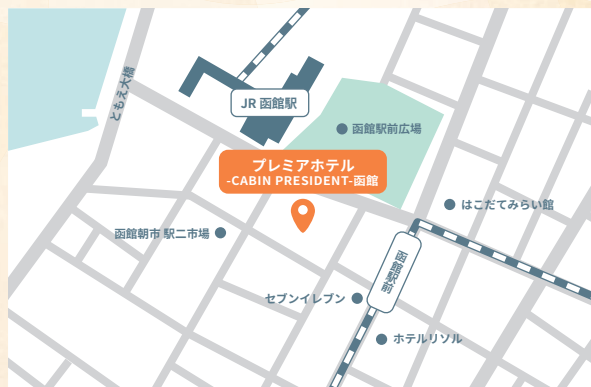 ともえ大橋
JR 函館駅
函館駅前広場
プレミアホテル
-CABIN PRESIDENT-函館
はこだてみらい館
函館朝市 駅二市場
函館駅前
セブンイレブン
ホテルリソル